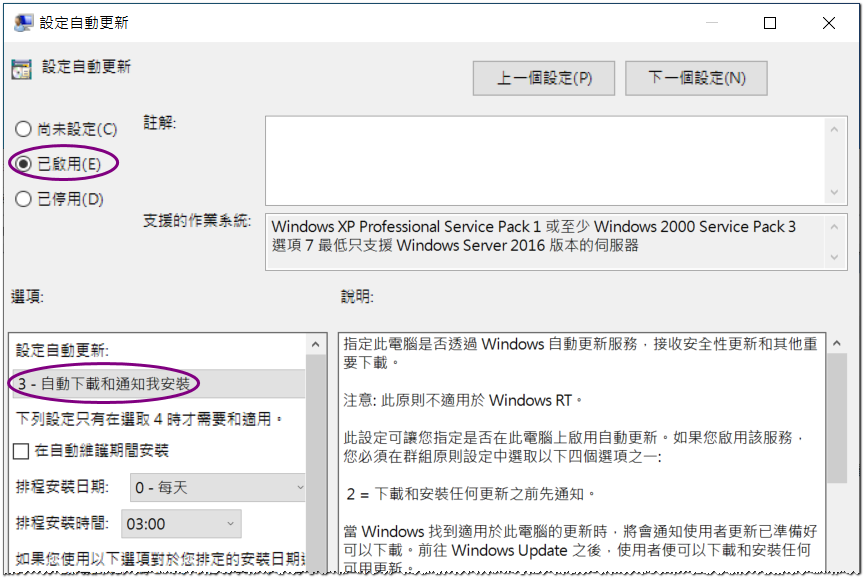 設定自動更新
設定自動更新
上一個設定(P)
下一個設定(N)
尚未設定(C)
註解:
已啟用(E)
已停用(D)
支援的作業系統:
Windows XP Professional Service Pack 1 或至少 Windows 2000 Service Pack 3
選項 7 最低只支援 Windows Server 2016 版本的伺服器
選項:
說明:
設定自動更新:
3 - 自動下載和通知我安裝
下列設定只有在選取 4 時才需要和適用。
在自動維護期間安裝
排程安裝日期:
0 - 每天
排程安裝時間:
03:00
如果您使用以下選項對於您排定的安裝日期
指定此電腦是否透過 Windows 自動更新服務，接收安全性更新和其他重
要下載。
注意: 此原則不適用於 Windows RT。
此設定可讓您指定是否在此電腦上啟用自動更新。如果您啟用該服務，
您必須在群組原則設定中選取以下四個選項之一:
2 = 下載和安裝任何更新之前先通知。
當 Windows 找到適用於此電腦的更新時，將會通知使用者更新已準備好
可以下載。前往 Windows Update 之後，使用者便可以下載和安裝任何
可用更新。